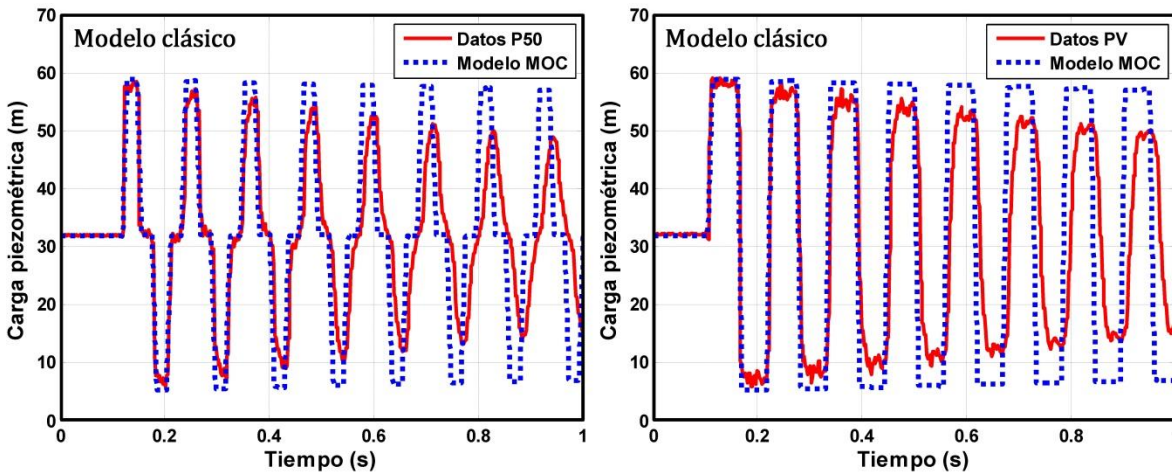 Modelo clásico
Datos P50
Modelo MOC
Carga piezométrica (m)
70
60
50
40
30
20
10
0
0
0.2
0.4
0.6
0.8
1
Tiempo (s)
Modelo clásico
Datos PV
Modelo MOC
Carga piezométrica (m)
70
60
50
40
30
20
10
0
0
0.2
0.4
0.6
0.8
Tiempo (s)